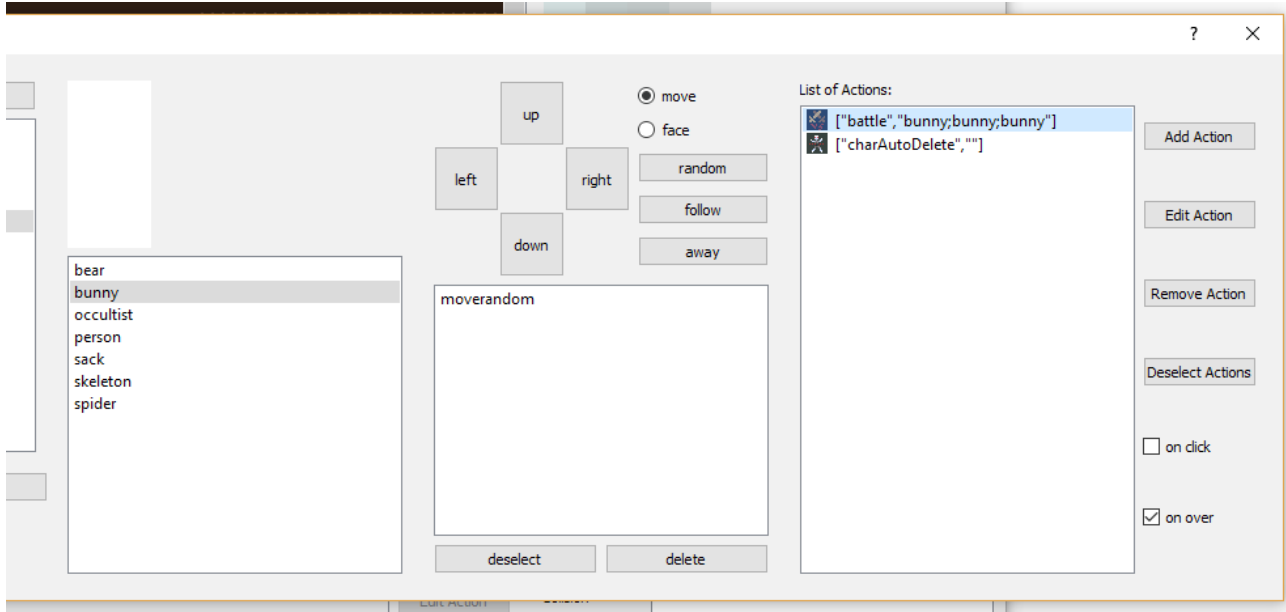 ?
up
left
right
down
move
face
random
follow
away
bear
bunny
occultist
person
sack
skeleton
spider
moverandom
deselect
delete
List of Actions:
["battle","bunny;bunny;bunny"]
["charAutoDelete",""]
Add Action
Edit Action
Remove Action
Deselect Actions
on click
on over
Edit Action